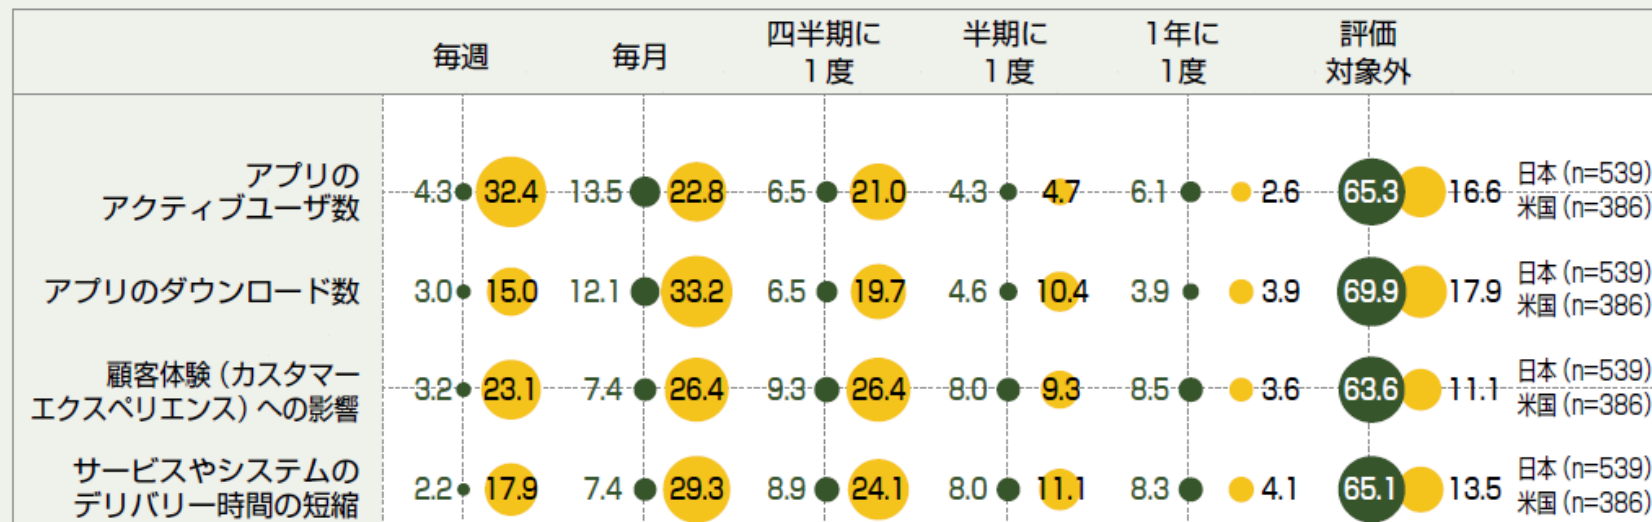 毎週 毎月 四半期に 半期に 1年に 評価
1度 1度 1度 対象外
アプリの
アクティブユーザ数
4.3 32.4 13.5 22.8 6.5 21.0 4.3 4.7 6.1 2.6 65.3 16.6
日本(n=539)
米国(n=386)
アプリのダウンロード数
3.0 15.0 12.1 33.2 6.5 19.7 4.6 10.4 3.9 3.9 69.9 17.9
日本(n=539)
米国(n=386)
顧客体験(カスタマー
エクスペリエンス)への影響
3.2 23.1 7.4 26.4 9.3 26.4 8.0 9.3 8.5 3.6 63.6 11.1
日本(n=539)
米国(n=386)
サービスやシステムの
デリバリー時間の短縮
2.2 17.9 7.4 29.3 8.9 24.1 8.0 11.1 8.3 4.1 65.1 13.5
日本(n=539)
米国(n=386)